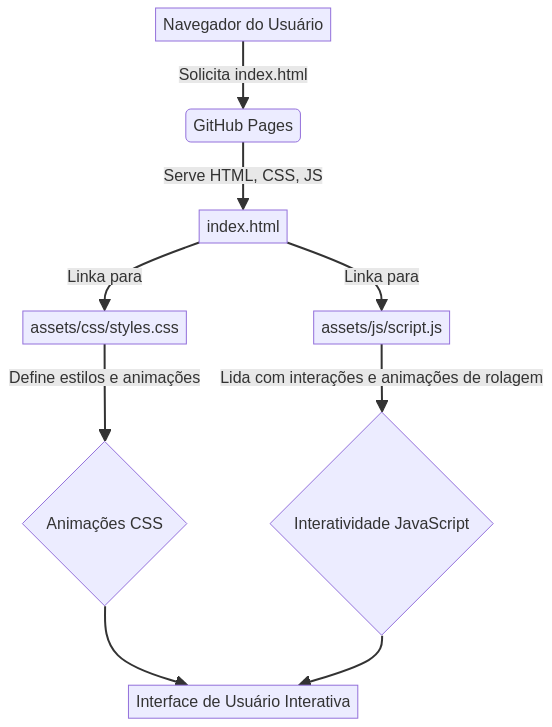 Navegador do Usuário
Solicita index.html
GitHub Pages
Serve HTML, CSS, JS
index.html
Linka para
Linka para
assets/css/styles.css
assets/js/script.js
Define estilos e animações
Lida com interações e animações de rolagem
Animações CSS
Interatividade JavaScript
Interface de Usuário Interativa